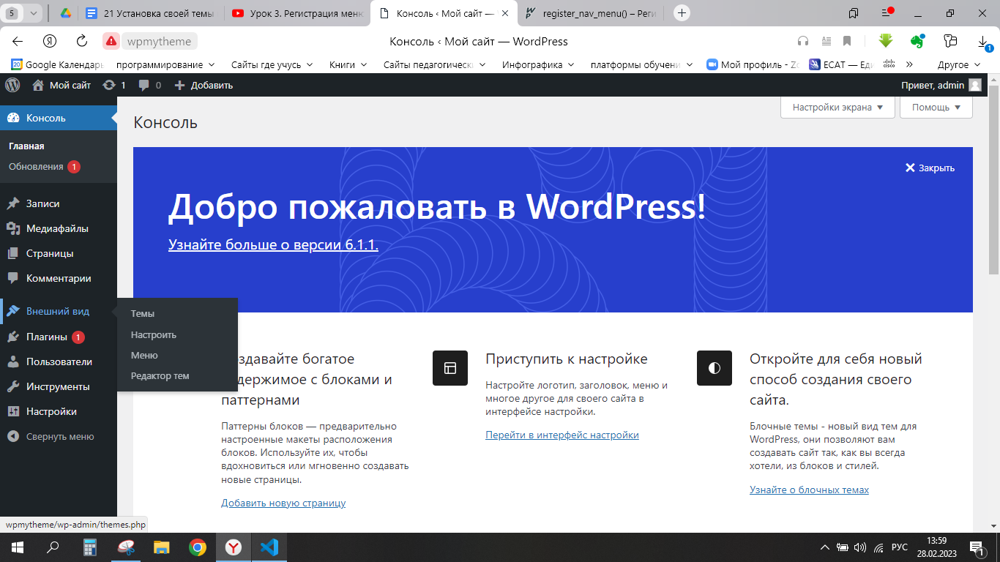 5
21 Установка своей темы
Урок 3. Регистрация меню
Консоль ‹ Мой сайт —
register_nav_menu() – Реги
wpmytheme
Консоль ‹ Мой сайт — WordPress
1
20 Google Календарь
программирование
Сайты где учусь
Книги
Сайты педагогическ
Инфографика
платформы обучени
Мой профиль - Zo
ЕСАТ — Еди
cisco
Другое
Мой сайт
1
0
Добавить
Привет, admin
Консоль
Главная
Обновления 1
Записи
Медиафайлы
Страницы
Комментарии
Внешний вид
Плагины 1
Пользователи
Инструменты
Настройки
Свернуть меню
Темы
Настроить
Меню
Редактор тем
Настройки экрана
Помощь
Консоль
Закрыть
Добро пожаловать в WordPress!
Узнайте больше о версии 6.1.1.
здавайте богатое
держимое с блоками и
паттернами
Паттерны блоков — предварительно
настроенные макеты расположения
блоков. Используйте их, чтобы
вдохновиться или мгновенно создавать
новые страницы.
Добавить новую страницу
Приступить к настройке
Настройте логотип, заголовок, меню и
многое другое для своего сайта в
интерфейсе настройки.
Перейти в интерфейс настройки
Откройте для себя новый
способ создания своего
сайта.
Блочные темы - новый вид тем для
WordPress, они позволяют вам
создавать сайт так, как вы всегда
хотели, из блоков и стилей.
Узнайте о блочных темах
wpmytheme/wp-admin/themes.php
РУС
13:59
28.02.2023
1